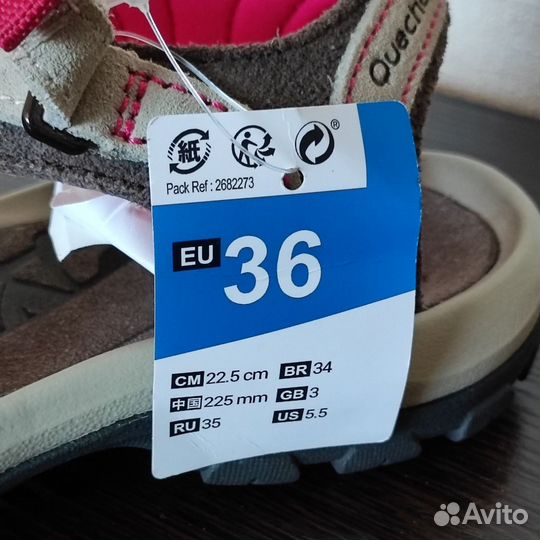 Quecha
紙
®
Pack Ref : 2682273
EU 36
CM 22.5 cm BR 34
中国 225 mm GB 3
RU 35 US 5.5
Avito